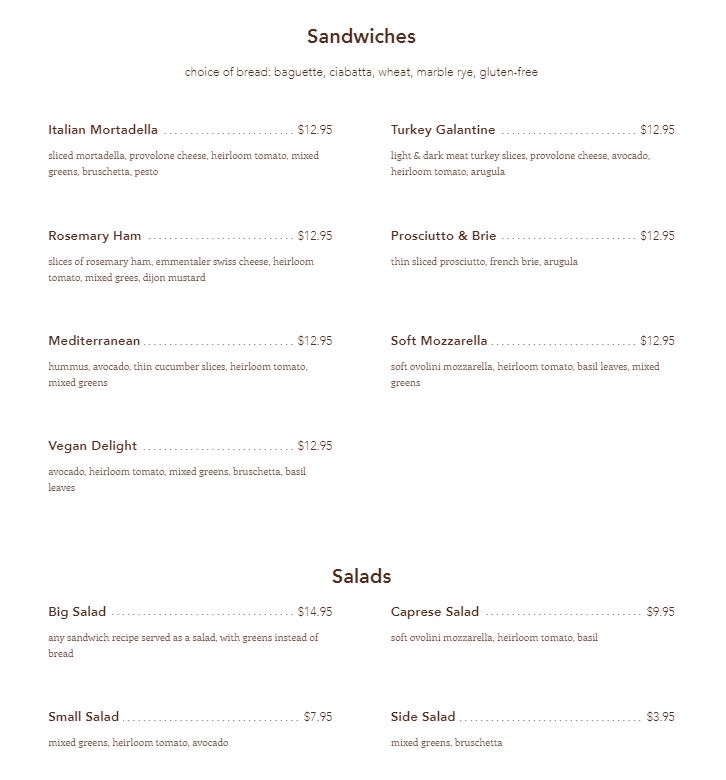 Sandwiches
choice of bread: baguette, ciabatta, wheat, marble rye, gluten-free
Italian Mortadella ........................ $12.95
sliced mortadella, provolone cheese, heirloom tomato, mixed
greens, bruschetta, pesto
Turkey Galantine ........................ $12.95
light & dark meat turkey slices, provolone cheese, avocado,
heirloom tomato, arugula
Rosemary Ham ........................ $12.95
slices of rosemary ham, emmentaler swiss cheese, heirloom
tomato, mixed grees, dijon mustard
Prosciutto & Brie ........................ $12.95
thin sliced prosciutto, french brie, arugula
Mediterranean ........................ $12.95
hummus, avocado, thin cucumber slices, heirloom tomato,
mixed greens
Soft Mozzarella ........................ $12.95
soft ovolini mozzarella, heirloom tomato, basil leaves, mixed
greens
Vegan Delight ........................ $12.95
avocado, heirloom tomato, mixed greens, bruschetta, basil
leaves
Salads
Big Salad ........................ $14.95
any sandwich recipe served as a salad, with greens instead of
bread
Caprese Salad ........................ $9.95
soft ovolini mozzarella, heirloom tomato, basil
Small Salad ........................ $7.95
mixed greens, heirloom tomato, avocado
Side Salad ........................ $3.95
mixed greens, bruschetta